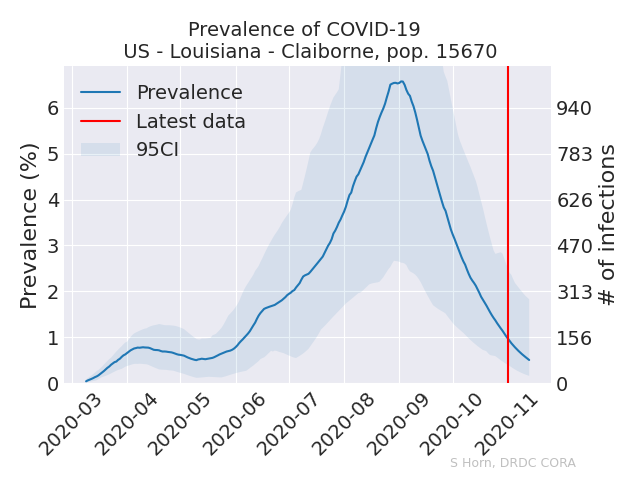 Prevalence of COVID-19
US - Louisiana - Claiborne, pop. 15670
Prevalence
Latest data
95CI
Prevalence (%)
6
5
4
3
2
1
0
940
783
626
470
313
156
0
# of infections
2020-03
2020-04
2020-05
2020-06
2020-07
2020-08
2020-09
2020-10
2020-11
S Horn, DRDC CORA